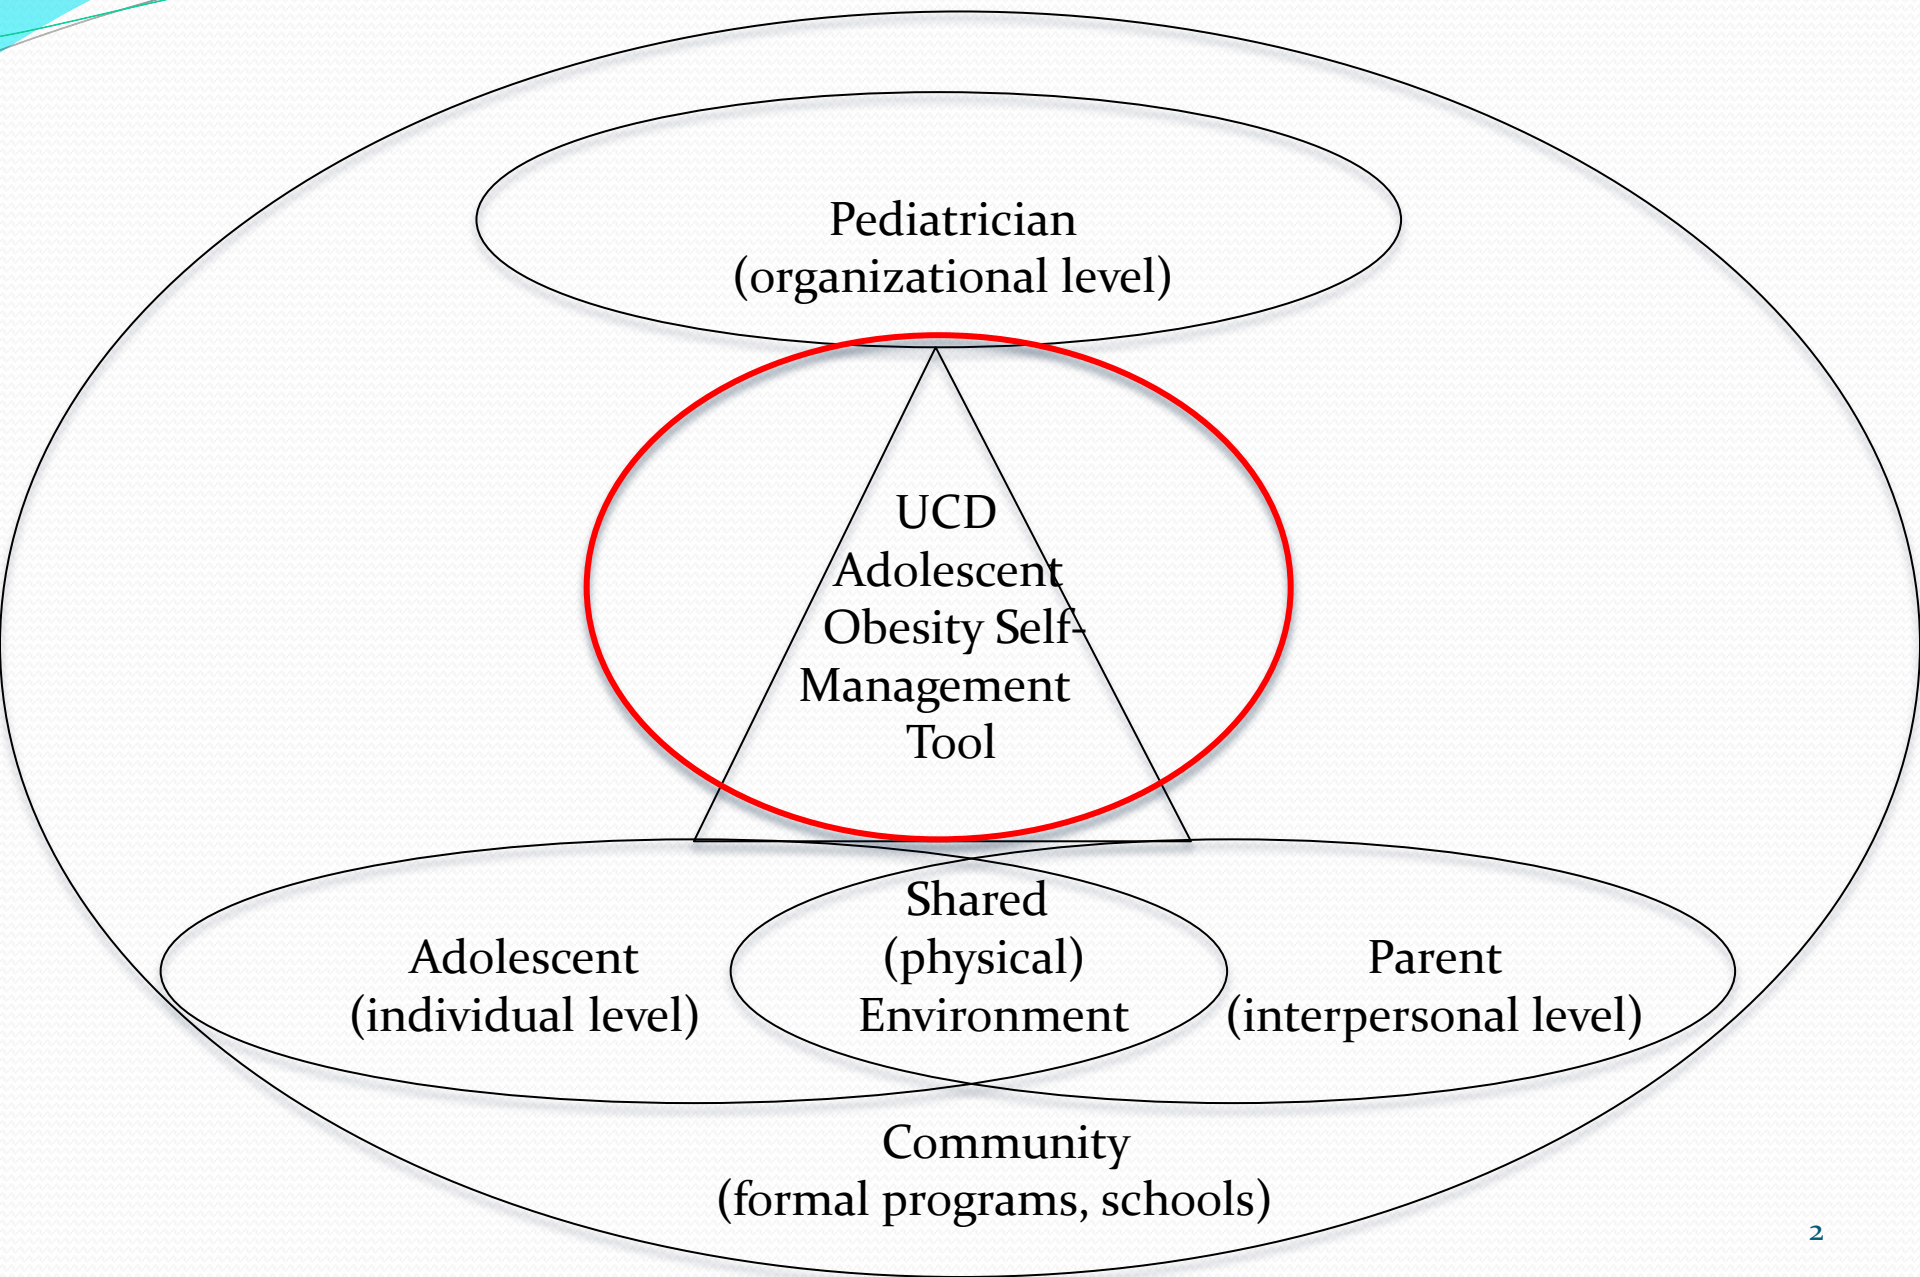 Pediatrician
(organizational level)
UCD
Adolescent
Obesity Self-
Management
Tool
Shared
(physical)
Environment
Adolescent
(individual level)
Parent
(interpersonal level)
Community
(formal programs, schools)
2